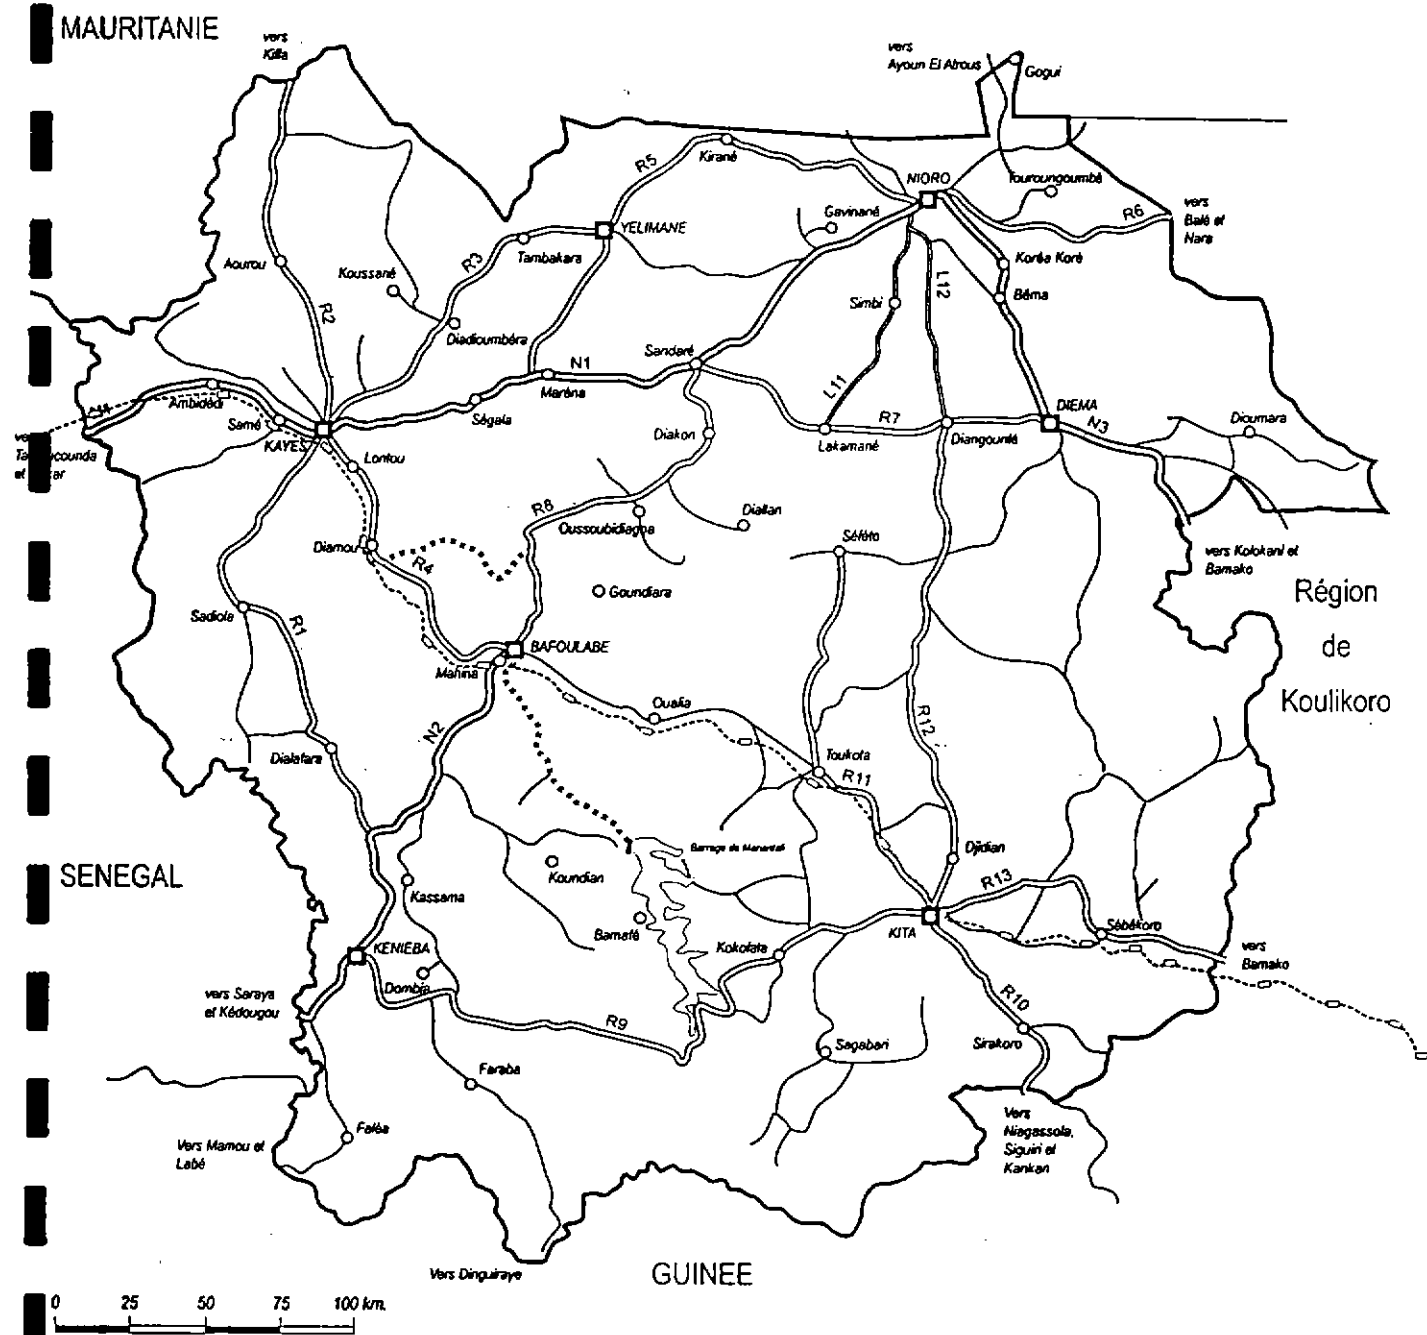 MAURITANIE
vers
Kifla
vers
Ayoun El Atrous
Gogui
Kirané
R5
NIORO
Touroungoumbé
Gavinané
R6
vers
Balé et
Nara
YELIMANE
Tambakara
R3
Aourou
Koussané
Koréa Koré
Béma
Simbi
L12
R2
Diadioumbéra
Sandaré
N1
Maréna
Ambidédi
Ségala
L11
R7
DIEMA
N3
Dioumara
Samé
KAYES
Lontou
Diakon
Lakamané
Diangounté
R8
Oussoubidiagna
Diallan
Séféto
Diamou
R4
vers Kolokani et
Bamako
Goundiara
Région
de
Koulikoro
Sadiola
R1
BAFOULABE
Mahina
Oualia
N2
R12
Dialafara
Toukoto
R11
Barrage de Manantali
Djidian
SENEGAL
Koundian
Kassama
R13
Bamafé
KITA
Sébékoro
vers
Bamako
Kokofata
KENIEBA
Dombia
vers Saraya
et Kédougou
R9
R10
Sagabari
Sirakoro
Faraba
Faléa
Vers Mamou et
Labé
Vers
Niagassola,
Siguiri et
Kankan
Vers Dinguiraye
GUINEE
0 25 50 75 100 km.